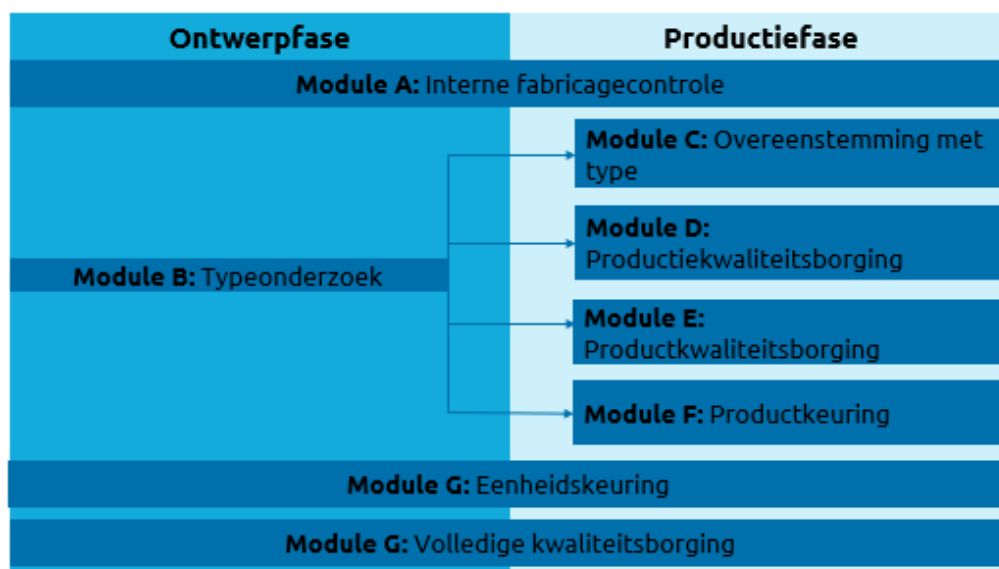 Ontwerpfase
Productiefase
Module A: Interne fabricagecontrole
Module C: Overeenstemming met
type
Module D:
Productiekwaliteitsborging
Module B: Typeonderzoek
Module E:
Productkwaliteitsborging
Module F: Productkeuring
Module G: Eenheidskeuring
Module G: Volledige kwaliteitsborging